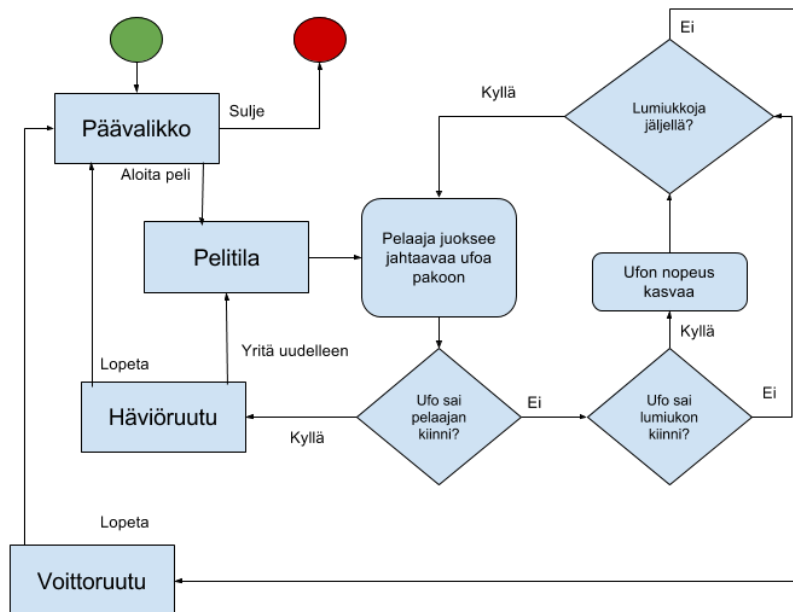 Ei
Kyllä
Lumiukkoja
jäljellä?
Sulje
Päävalikko
Aloita peli
Pelitila
Pelaaja juoksee
jahtaavaa ufoa
pakoon
Ufon nopeus
kasvaa
Kyllä
Yritä uudelleen
Lopeta
Häviöruutu
Kyllä
Ufo sai
pelaajan
kiinni?
Ei
Ufo sai
lumiukon
kiinni?
Ei
Lopeta
Voittoruutu